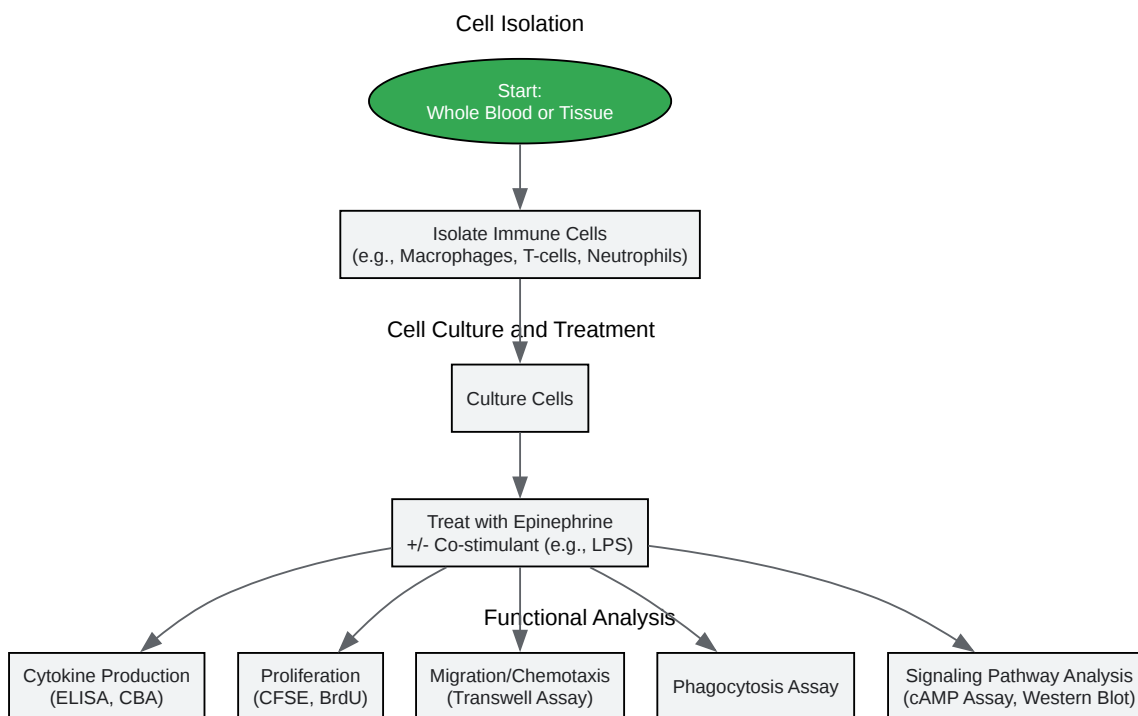 Cell Isolation
Start:
Whole Blood or Tissue
Isolate Immune Cells
(e.g., Macrophages, T-cells, Neutrophils)
Cell Culture and Treatment
Culture Cells
Treat with Epinephrine
+/- Co-stimulant (e.g., LPS)
Functional Analysis
Cytokine Production
(ELISA, CBA)
Proliferation
(CFSE, BrdU)
Migration/Chemotaxis
(Transwell Assay)
Phagocytosis Assay
Signaling Pathway Analysis
(cAMP Assay, Western Blot)